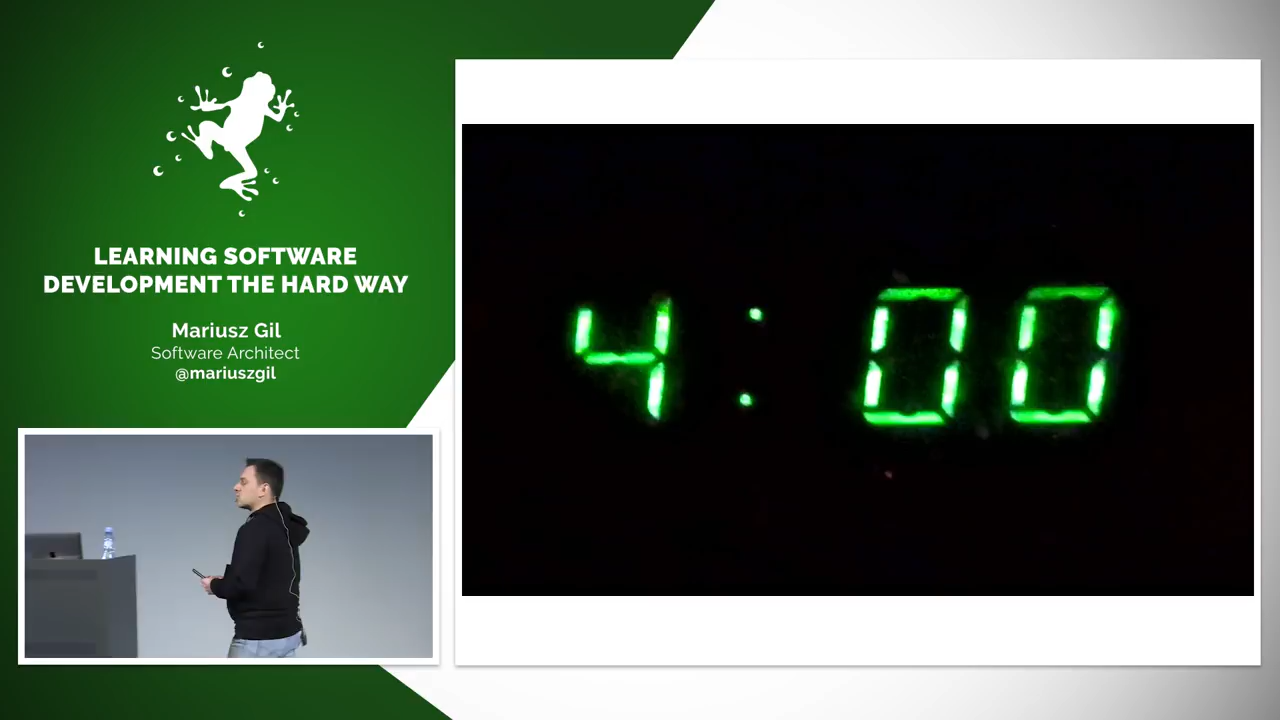 LEARNING SOFTWARE
DEVELOPMENT THE HARD WAY
Mariusz Gil
Software Architect
@mariuszgil
4:00